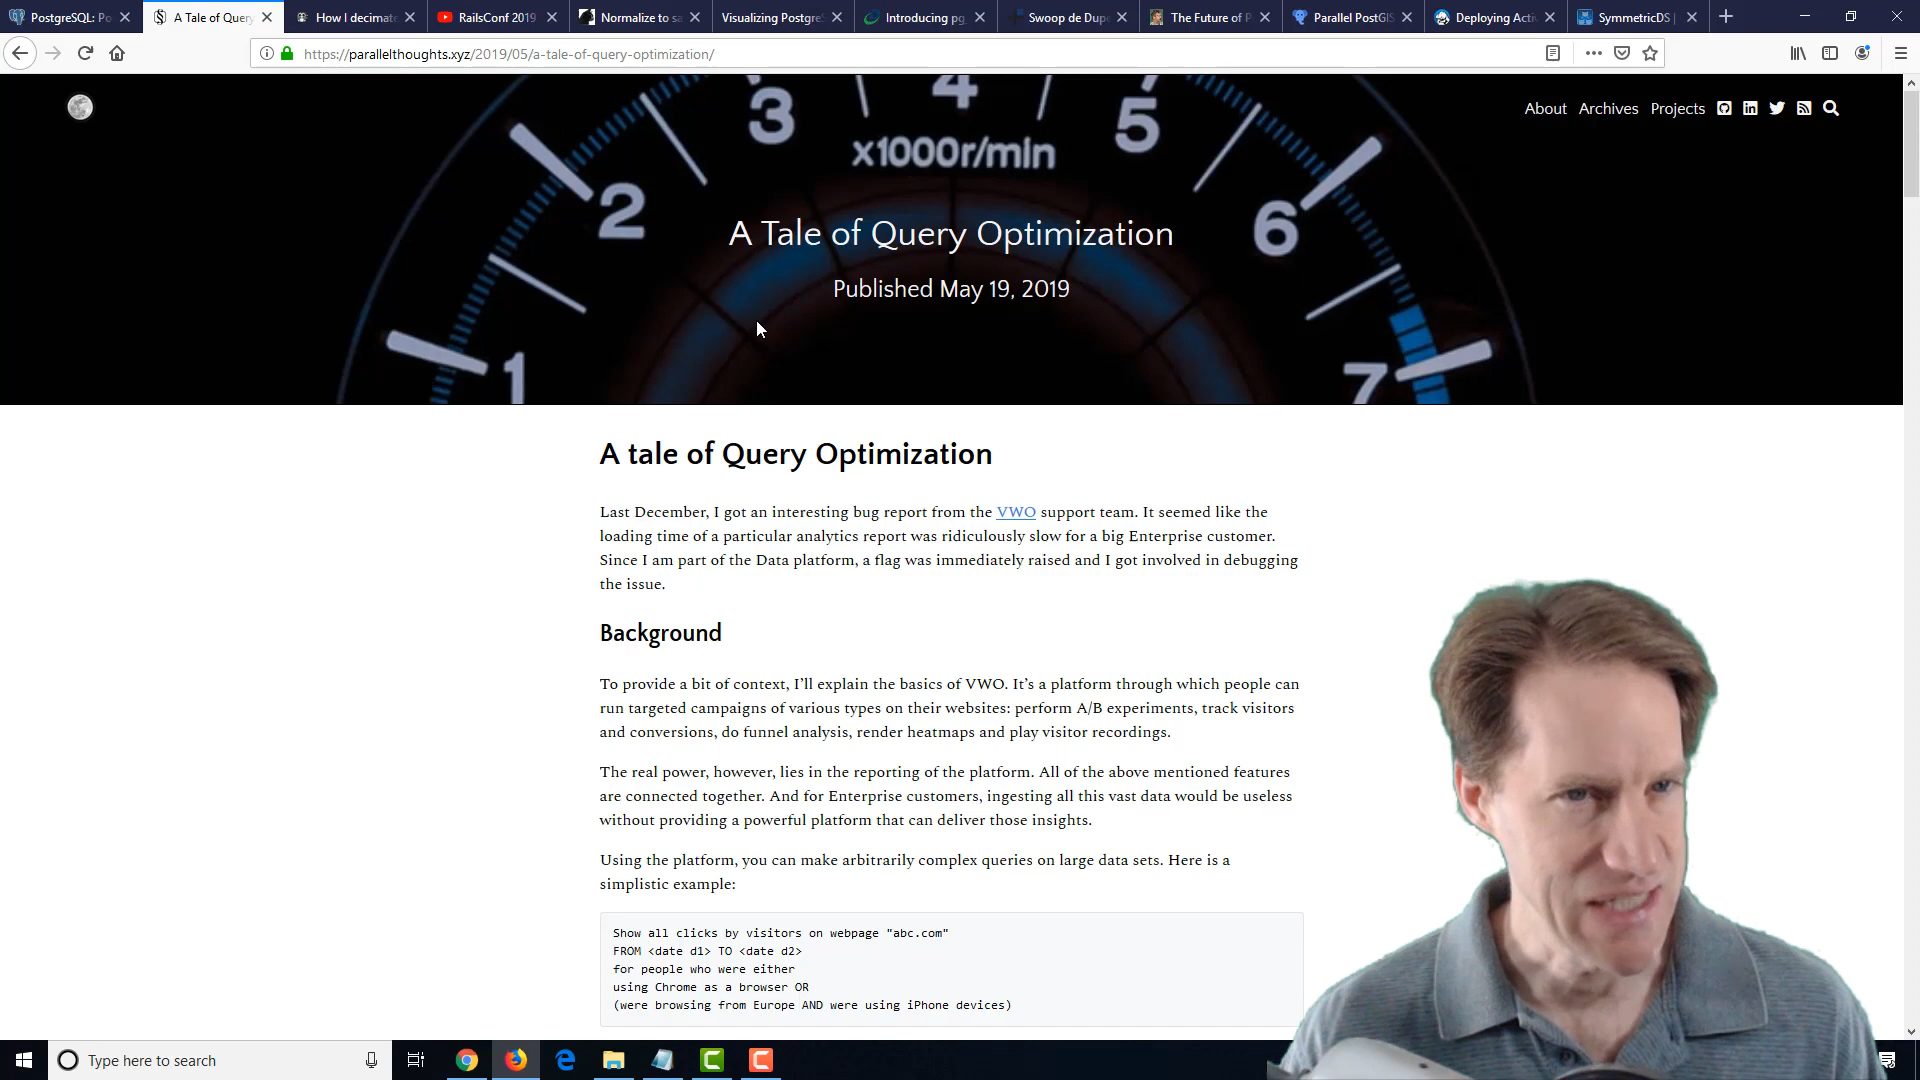 PostgreSQL: Po
A Tale of Query
How I decimate
RailsConf 2019
Normalize to sa
Visualizing Postgre
Introducing pg_
Swoop de Dupe
The Future of P
Parallel PostGIS
Deploying Activ
SymmetricDS |
https://parallelthoughts.xyz/2019/05/a-tale-of-query-optimization/
About Archives Projects
1 2 3 4 5 6 7
x1000r/min
A Tale of Query Optimization
Published May 19, 2019
A tale of Query Optimization
Last December, I got an interesting bug report from the VWO support team. It seemed like the
loading time of a particular analytics report was ridiculously slow for a big Enterprise customer.
Since I am part of the Data platform, a flag was immediately raised and I got involved in debugging
the issue.
Background
To provide a bit of context, I’ll explain the basics of VWO. It’s a platform through which people can
run targeted campaigns of various types on their websites: perform A/B experiments, track visitors
and conversions, do funnel analysis, render heatmaps and play visitor recordings.
The real power, however, lies in the reporting of the platform. All of the above mentioned features
are connected together. And for Enterprise customers, ingesting all this vast data would be useless
without providing a powerful platform that can deliver those insights.
Using the platform, you can make arbitrarily complex queries on large data sets. Here is a
simplistic example:
Show all clicks by visitors on webpage "abc.com"
FROM <date d1> TO <date d2>
for people who were either
using Chrome as a browser OR
(were browsing from Europe AND were using iPhone devices)
Type here to search